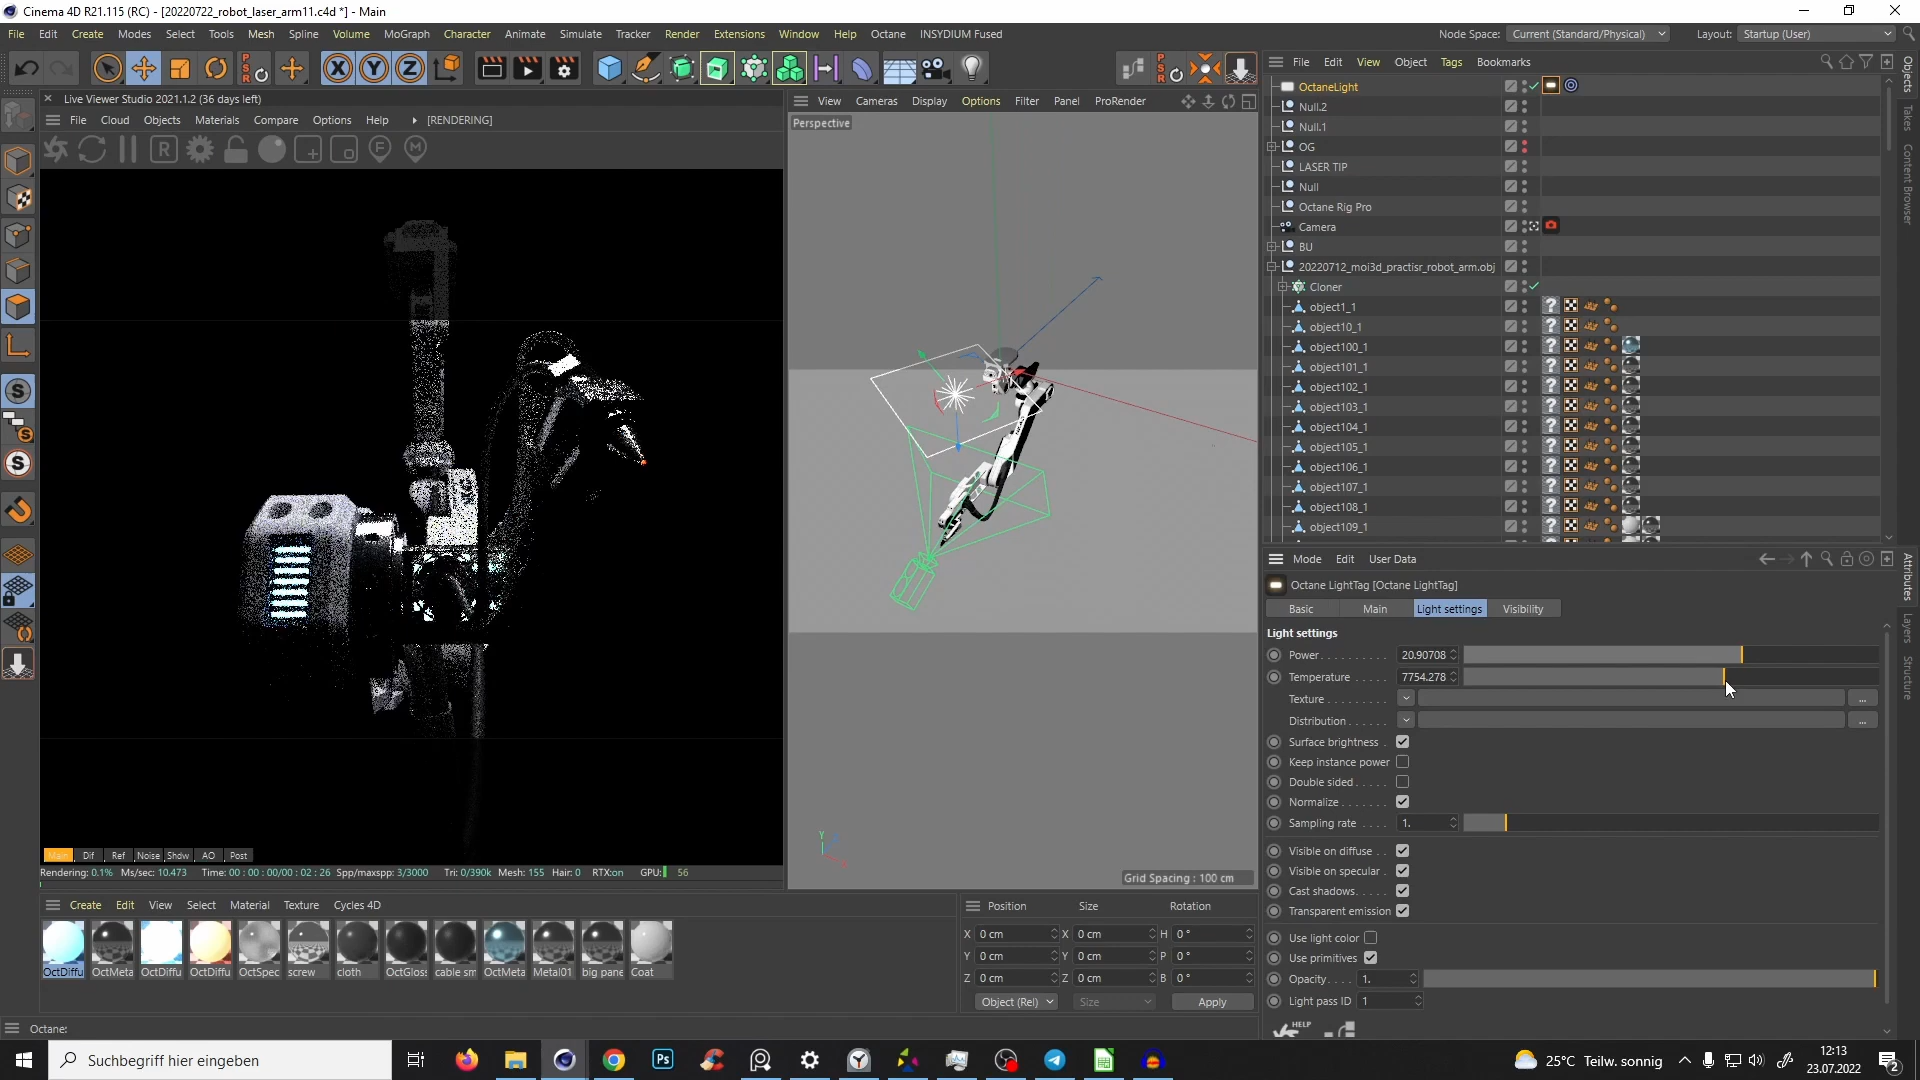 Cinema 4D R21.115 (RC) - [20220722_robot_laser_arm11.c4d *] - Main
File Edit Create Modes Select Tools Mesh Spline Volume MoGraph Character Animate Simulate Tracker Render Extensions Window Help Octane INSYDIUM Fused
Node Space: Current (Standard/Physical) Layout: Startup (User)
Live Viewer Studio 2021.1.2 (36 days left)
File Cloud Objects Materials Compare Options Help [RENDERING]
View Cameras Display Options Filter Panel ProRender
Perspective
Grid Spacing : 100 cm
File Edit View Object Tags Bookmarks
OctaneLight
Null.2
Null.1
OG
LASER TIP
Null
Octane Rig Pro
Camera
BU
20220712_moi3d_practisr_robot_arm.obj
Cloner
object1_1
object10_1
object100_1
object101_1
object102_1
object103_1
object104_1
object105_1
object106_1
object107_1
object108_1
object109_1
Objects
Takes
Content Browser
Mode Edit User Data
Octane LightTag [Octane LightTag]
Basic Main Light settings Visibility
Light settings
Power 20.90708
Temperature 7754.278
Texture ...
Distribution ...
Surface brightness
Keep instance power
Double sided
Normalize
Sampling rate 1.
Visible on diffuse
Visible on specular
Cast shadows
Transparent emission
Use light color
Use primitives
Opacity 1.
Light pass ID 1
HELP
Attributes
Layers
Structure
Main Dif Ref Noise Shdw AO Post
Rendering: 0.1% Ms/sec: 10.473 Time: 00 : 00 : 00/00 : 02 : 26 Spp/maxspp: 3/3000 Tri: 0/390k Mesh: 155 Hair: 0 RTX:on GPU: 56
Create Edit View Select Material Texture Cycles 4D
OctDiffu OctMeta OctDiffu OctDiffu OctSpec screw cloth OctGloss cable sm OctMeta Metal01 big pane Coat
Position Size Rotation
X 0 cm X 0 cm H 0 °
Y 0 cm Y 0 cm P 0 °
Z 0 cm Z 0 cm B 0 °
Object (Rel) Size Apply
Octane:
Suchbegriff hier eingeben
25°C Teilw. sonnig
12:13
23.07.2022
2